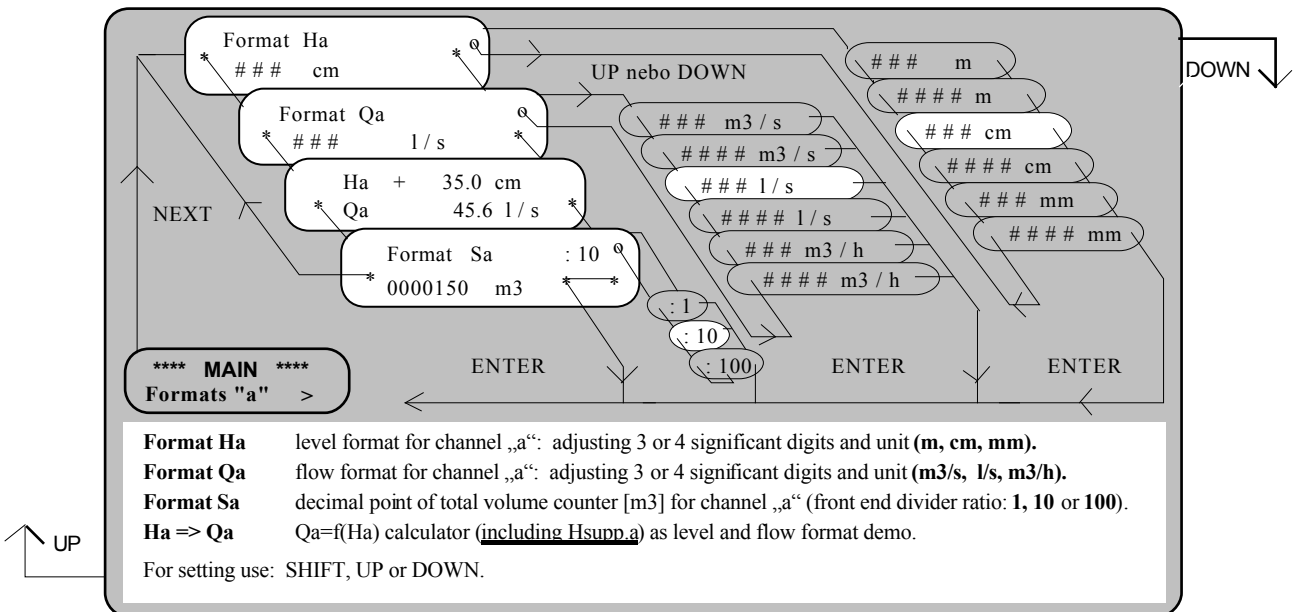 Format Ha
* ### cm * o
UP nebo DOWN
DOWN
### m
#### m
### cm
#### cm
### mm
#### mm
Format Qa o
* ### l / s *
### m3 / s
#### m3 / s
### l / s
#### l / s
### m3 / h
#### m3 / h
NEXT
Ha + 35.0 cm
* Qa 45.6 l / s *
Format Sa : 10 o
* 0000150 m3 * *
: 1
: 10
: 100
**** MAIN ****
Formats "a" >
ENTER
ENTER
ENTER
Format Ha level format for channel „a“: adjusting 3 or 4 significant digits and unit (m, cm, mm).
Format Qa flow format for channel „a“: adjusting 3 or 4 significant digits and unit (m3/s, l/s, m3/h).
Format Sa decimal point of total volume counter [m3] for channel „a“ (front end divider ratio: 1, 10 or 100).
Ha => Qa Qa=f(Ha) calculator (including Hsupp.a) as level and flow format demo.
For setting use: SHIFT, UP or DOWN.
UP